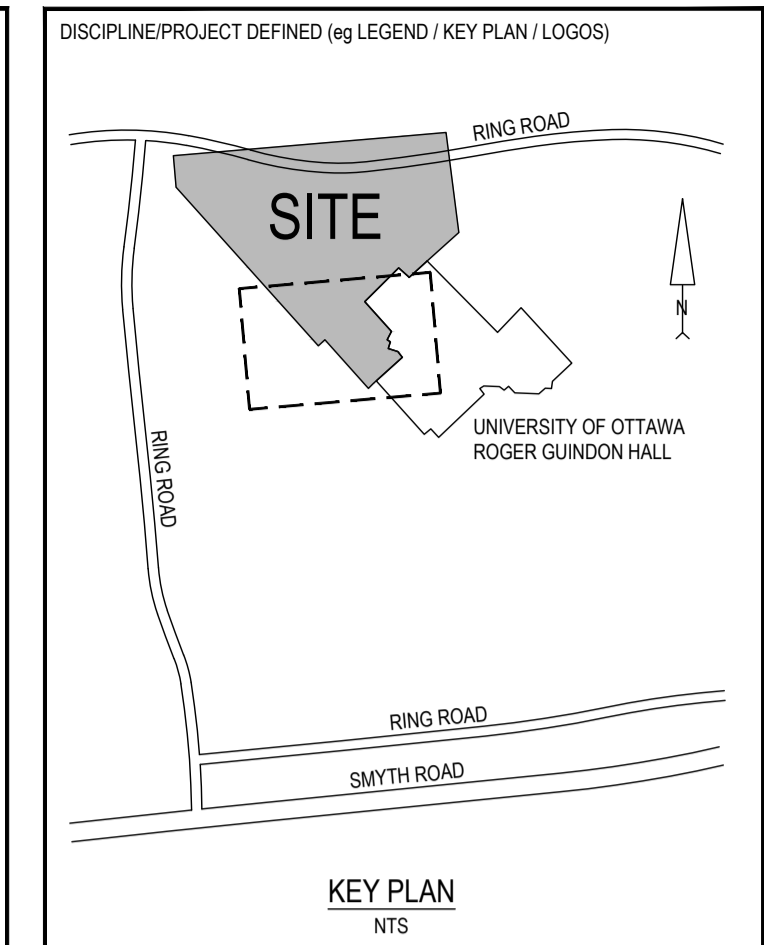 DISCIPLINE/PROJECT DEFINED (eg LEGEND / KEY PLAN / LOGOS)
RING ROAD
SITE
N
UNIVERSITY OF OTTAWA
ROGER GUINDON HALL
RING ROAD
RING ROAD
SMYTH ROAD
KEY PLAN
NTS